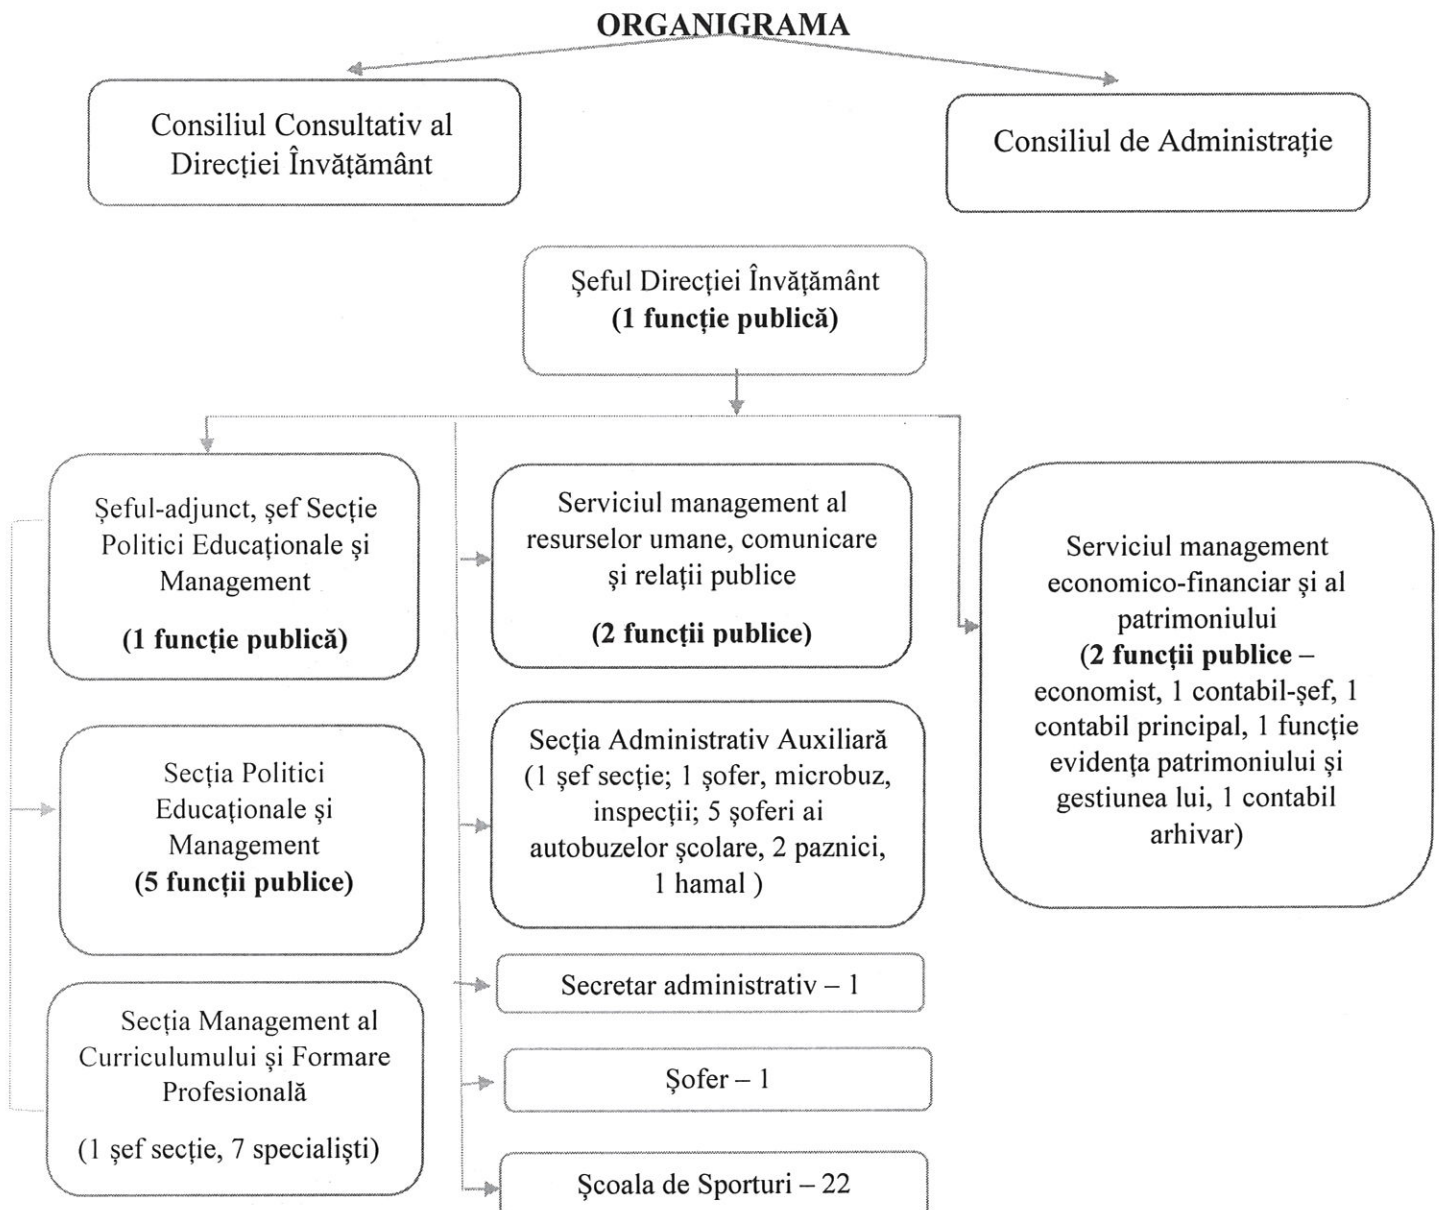 ORGANIGRAMA
Consiliul Consultativ al
Direcției Învățământ
Consiliul de Administrație
Șeful Direcției Învățământ
(1 funcție publică)
Șeful-adjunct, șef Secție
Politici Educaționale și
Management
(1 funcție publică)
Secția Politici
Educaționale și
Management
(5 funcții publice)
Secția Management al
Curriculumului și Formare
Profesională
(1 șef secție, 7 specialiști)
Serviciul management al
resurselor umane, comunicare
și relații publice
(2 funcții publice)
Secția Administrativ Auxiliară
(1 șef secție; 1 șofer, microbuz,
inspecții; 5 șoferi ai
autobuzelor școlare, 2 paznici,
1 hamal )
Secretar administrativ – 1
Șofer – 1
Școala de Sporturi – 22
Serviciul management
economico-financiar și al
patrimoniului
(2 funcții publice –
economist, 1 contabil-șef, 1
contabil principal, 1 funcție
evidența patrimoniului și
gestiunea lui, 1 contabil
arhivar)